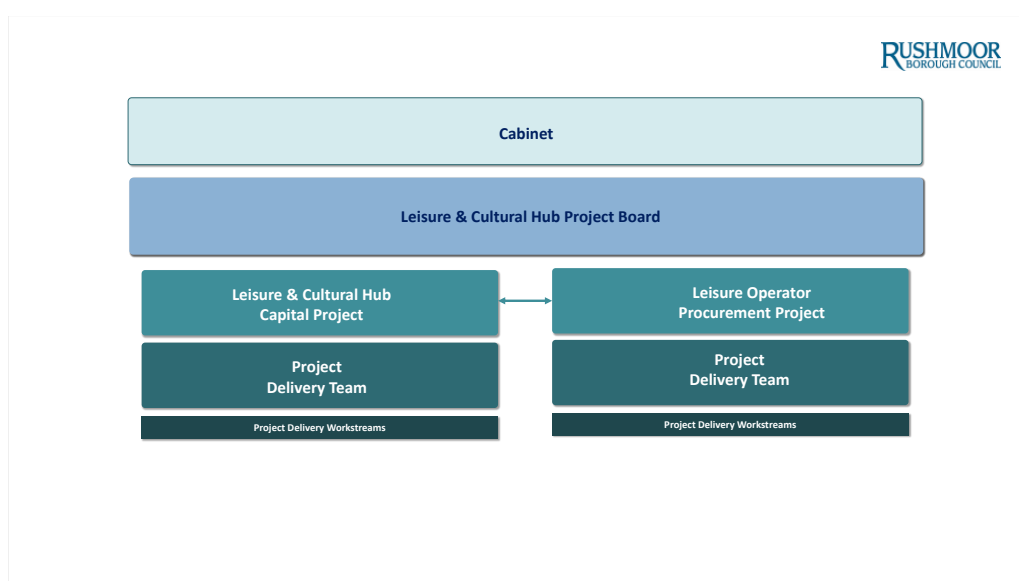 RUSHMOOR
BOROUGH COUNCIL
Cabinet
Leisure & Cultural Hub Project Board
Leisure & Cultural Hub
Capital Project
Leisure Operator
Procurement Project
Project
Delivery Team
Project
Delivery Team
Project Delivery Workstreams
Project Delivery Workstreams